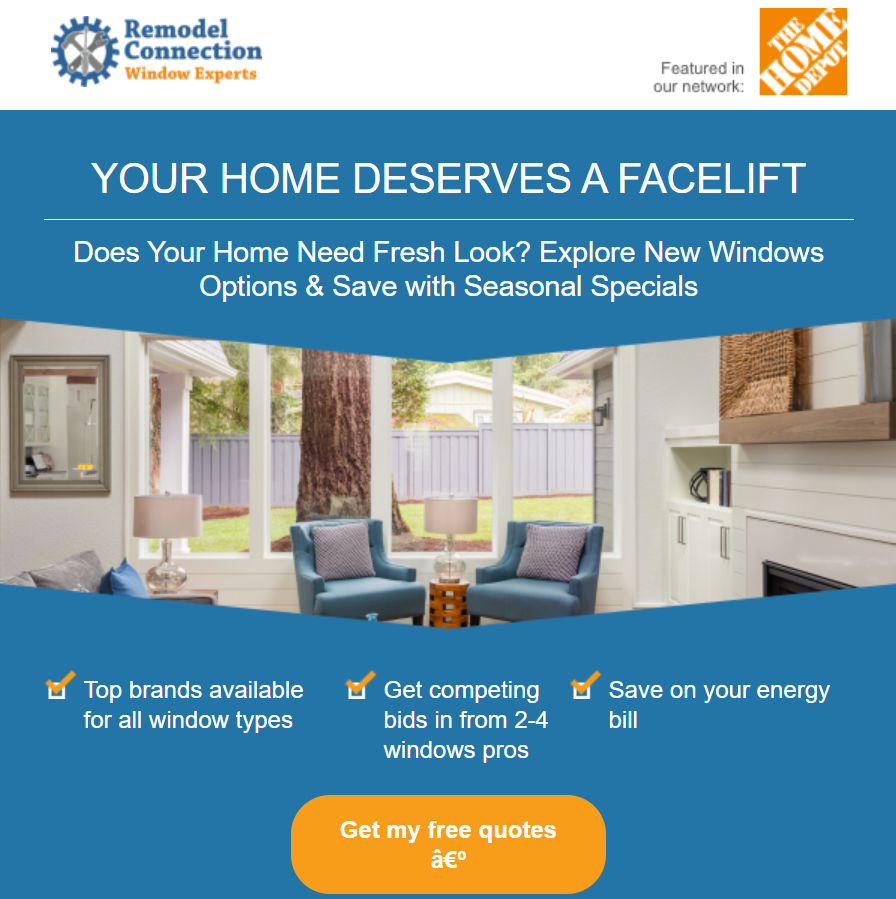 Remodel
Connection
Window Experts
Featured in
our network:
THE
HOME
DEPOT
YOUR HOME DESERVES A FACELIFT
Does Your Home Need Fresh Look? Explore New Windows
Options & Save with Seasonal Specials
Top brands available
for all window types
Get competing
bids in from 2-4
windows pros
Save on your energy
bill
Get my free quotes
â€º